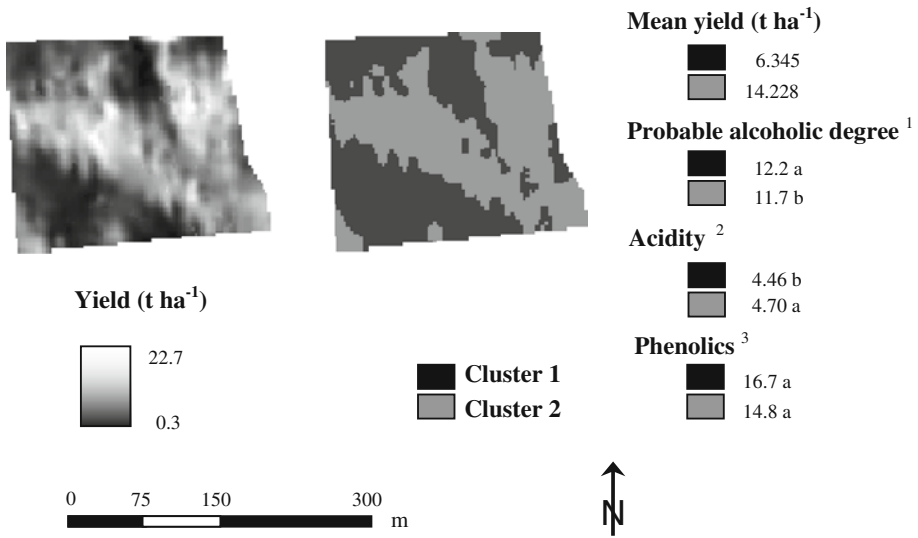 Mean yield (t ha-1)
6.345
14.228
Probable alcoholic degree 1
12.2 a
11.7 b
Acidity 2
4.46 b
4.70 a
Phenolics 3
16.7 a
14.8 a
Yield (t ha-1)
22.7
0.3
Cluster 1
Cluster 2
0 75 150 300
m
N